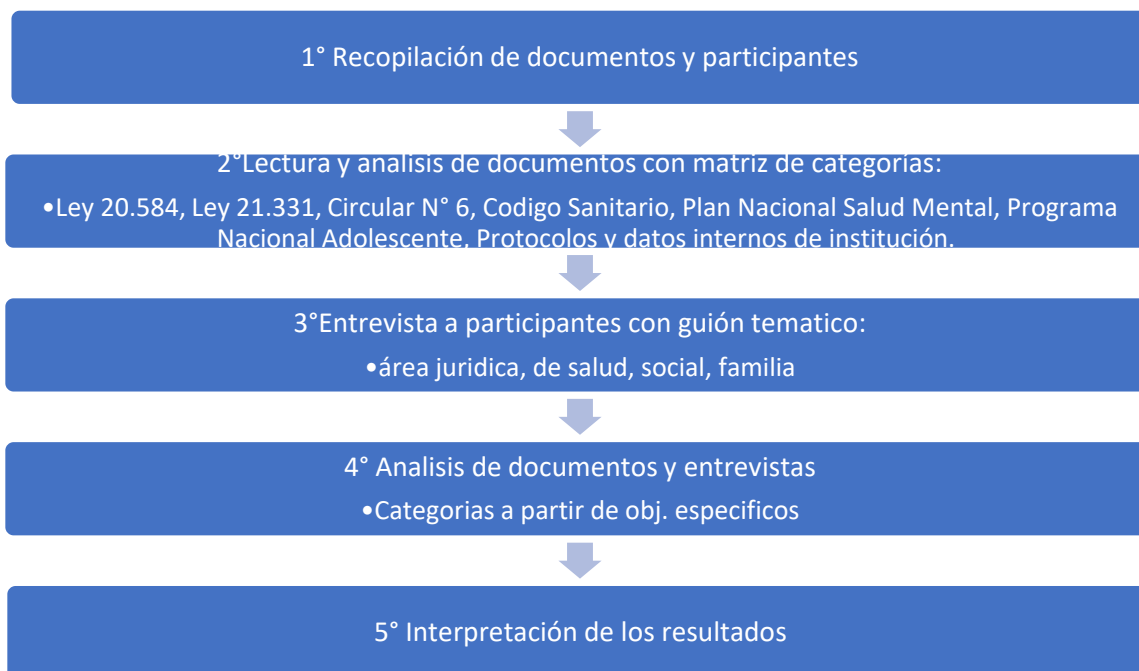 1° Recopilación de documentos y participantes
2°Lectura y analisis de documentos con matriz de categorías:
•Ley 20.584, Ley 21.331, Circular N° 6, Codigo Sanitario, Plan Nacional Salud Mental, Programa
Nacional Adolescente, Protocolos y datos internos de institución.
3°Entrevista a participantes con guión tematico:
•área juridica, de salud, social, familia
4° Analisis de documentos y entrevistas
•Categorias a partir de obj. especificos
5° Interpretación de los resultados